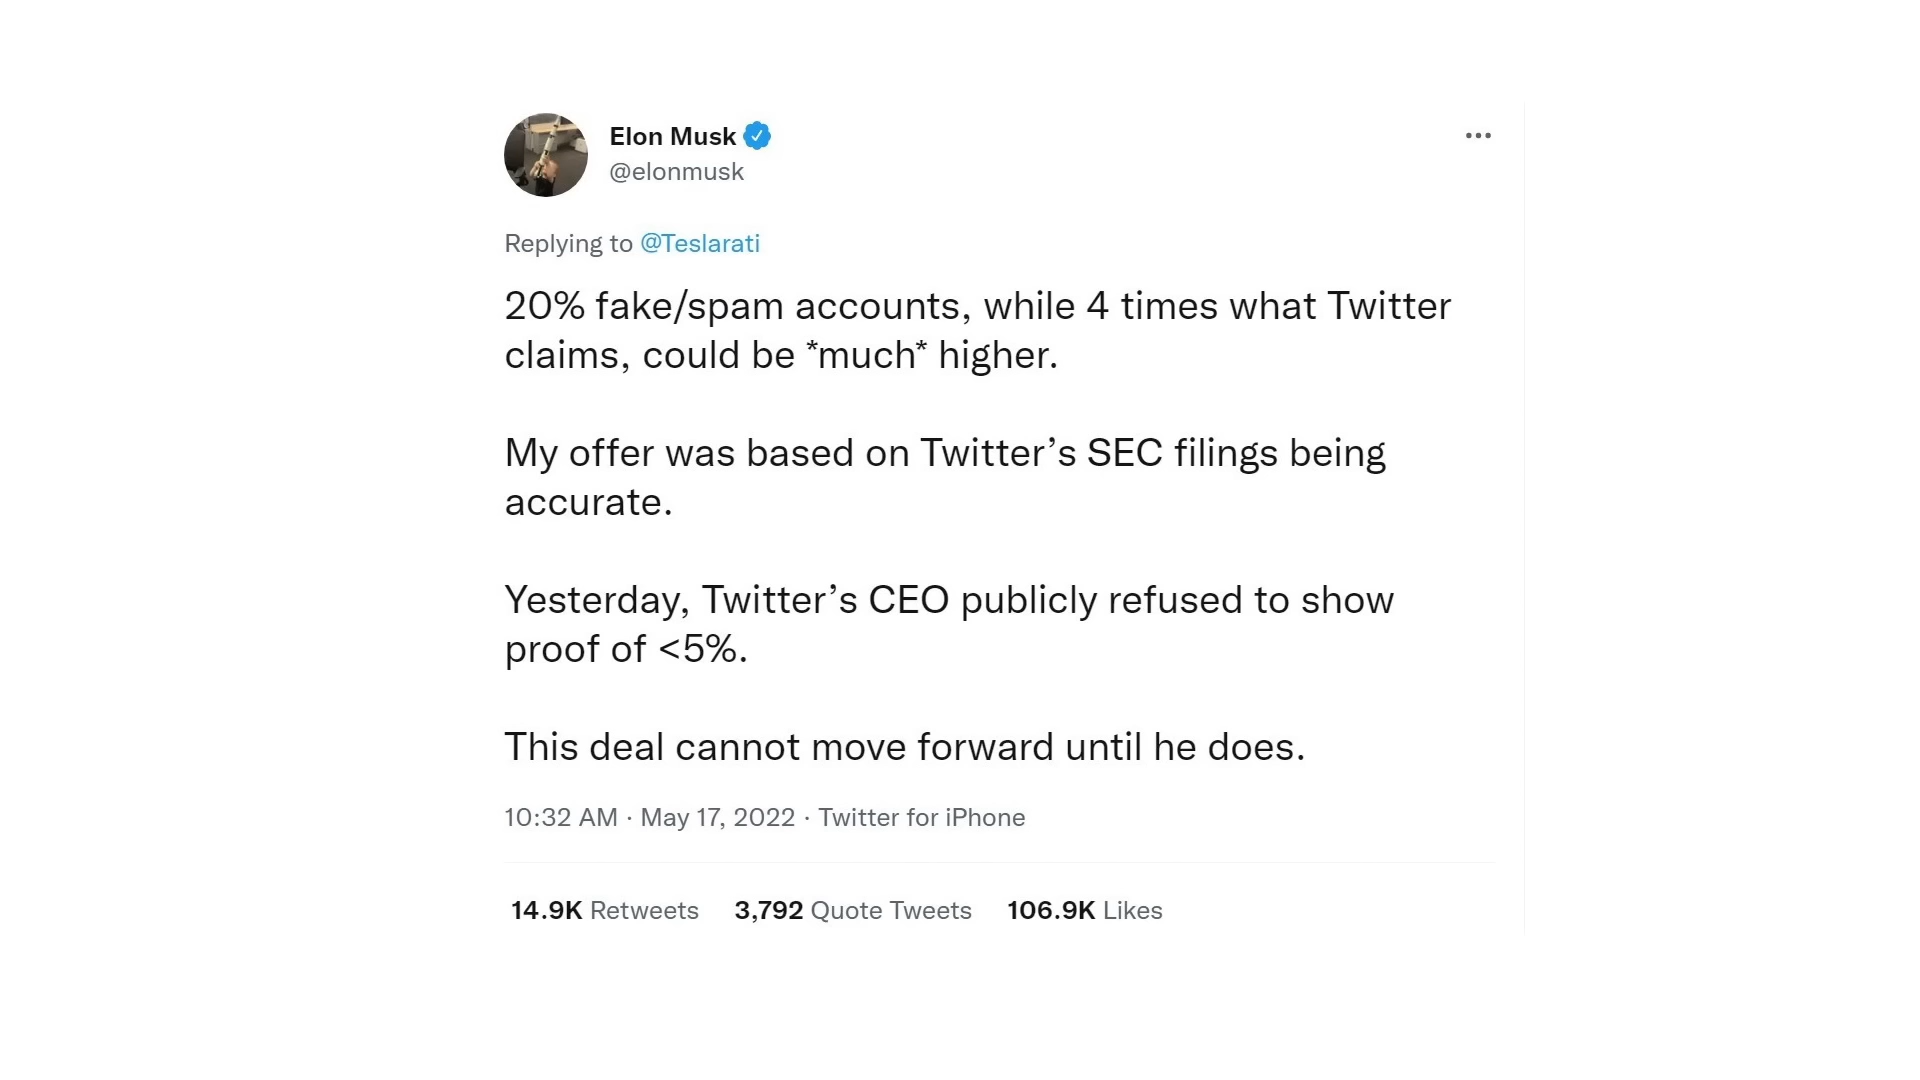 Elon Musk
@elonmusk
Replying to @Teslarati
20% fake/spam accounts, while 4 times what Twitter
claims, could be *much* higher.
My offer was based on Twitter’s SEC filings being
accurate.
Yesterday, Twitter’s CEO publicly refused to show
proof of <5%.
This deal cannot move forward until he does.
10:32 AM · May 17, 2022 · Twitter for iPhone
14.9K Retweets 3,792 Quote Tweets 106.9K Likes